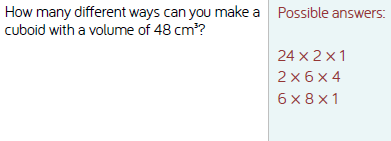 How many different ways can you make a
cuboid with a volume of 48 cm³?
Possible answers:
24 x 2 x 1
2 x 6 x 4
6 x 8 x 1